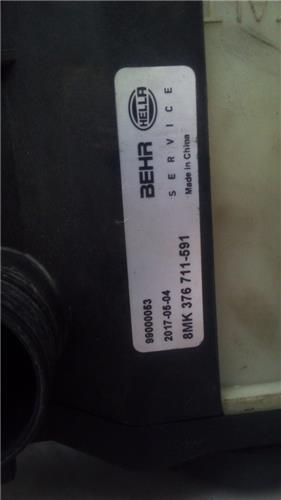 HELLA
BEHR
SERVICE
Made in China
99000053
2017-05-04
8MK 376 711-591